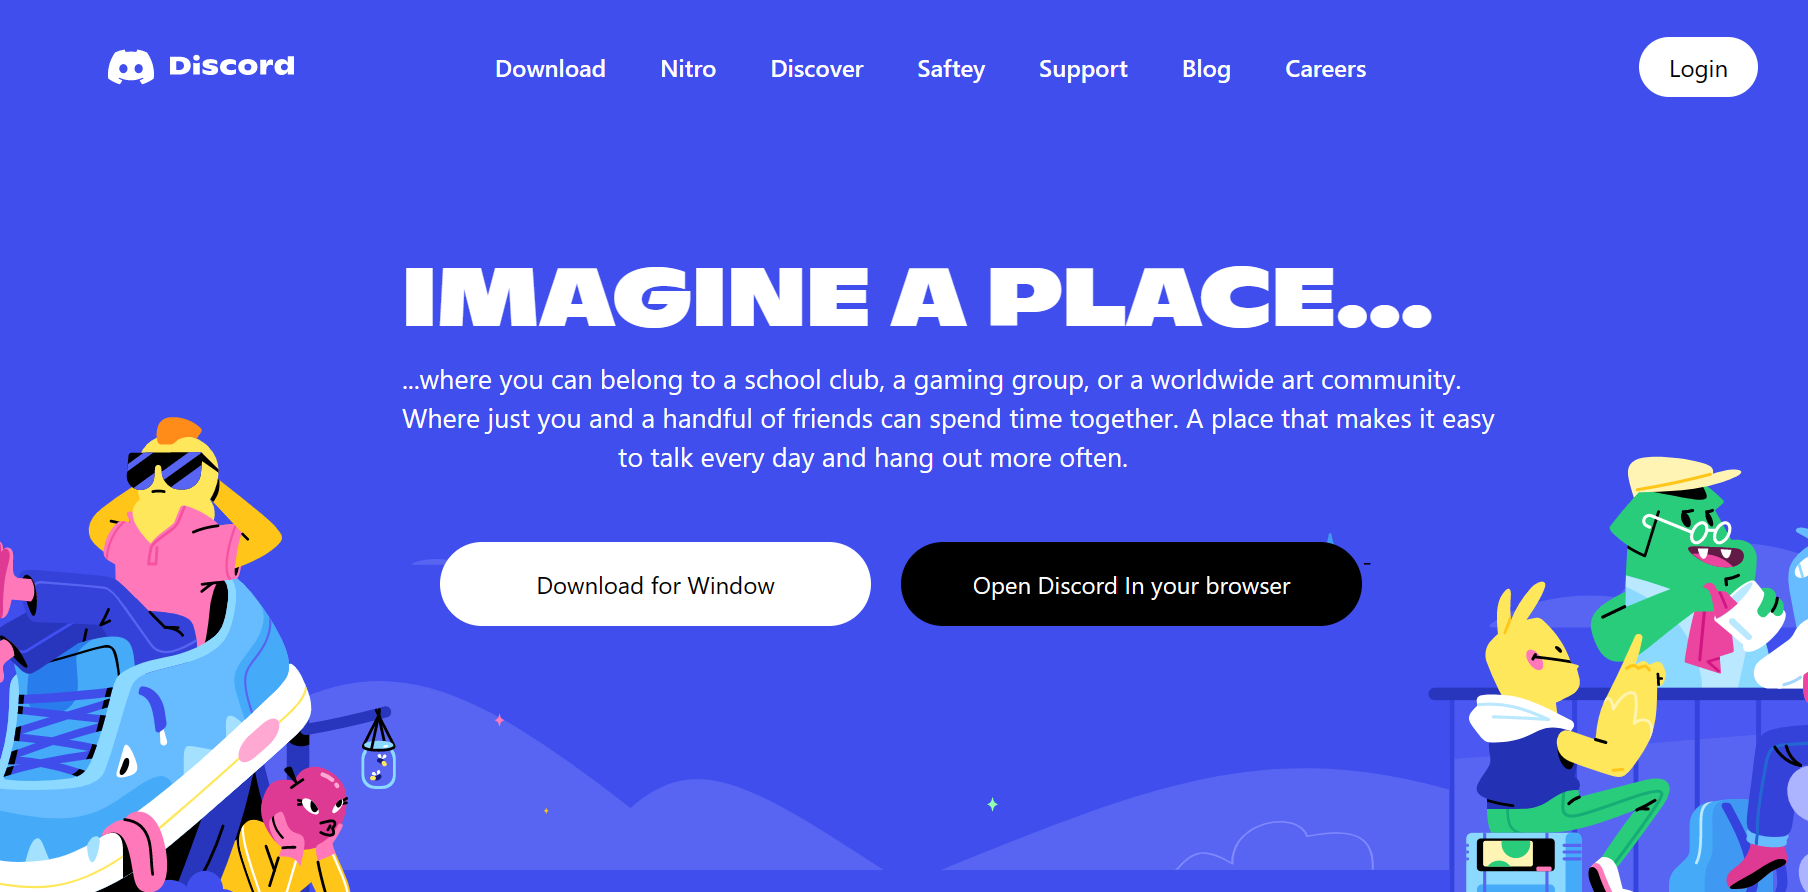 Discord Download Nitro Discover Saftey Support Blog Careers Login
IMAGINE A PLACE...
...where you can belong to a school club, a gaming group, or a worldwide art community.
Where just you and a handful of friends can spend time together. A place that makes it easy
to talk every day and hang out more often.
Download for Window Open Discord In your browser